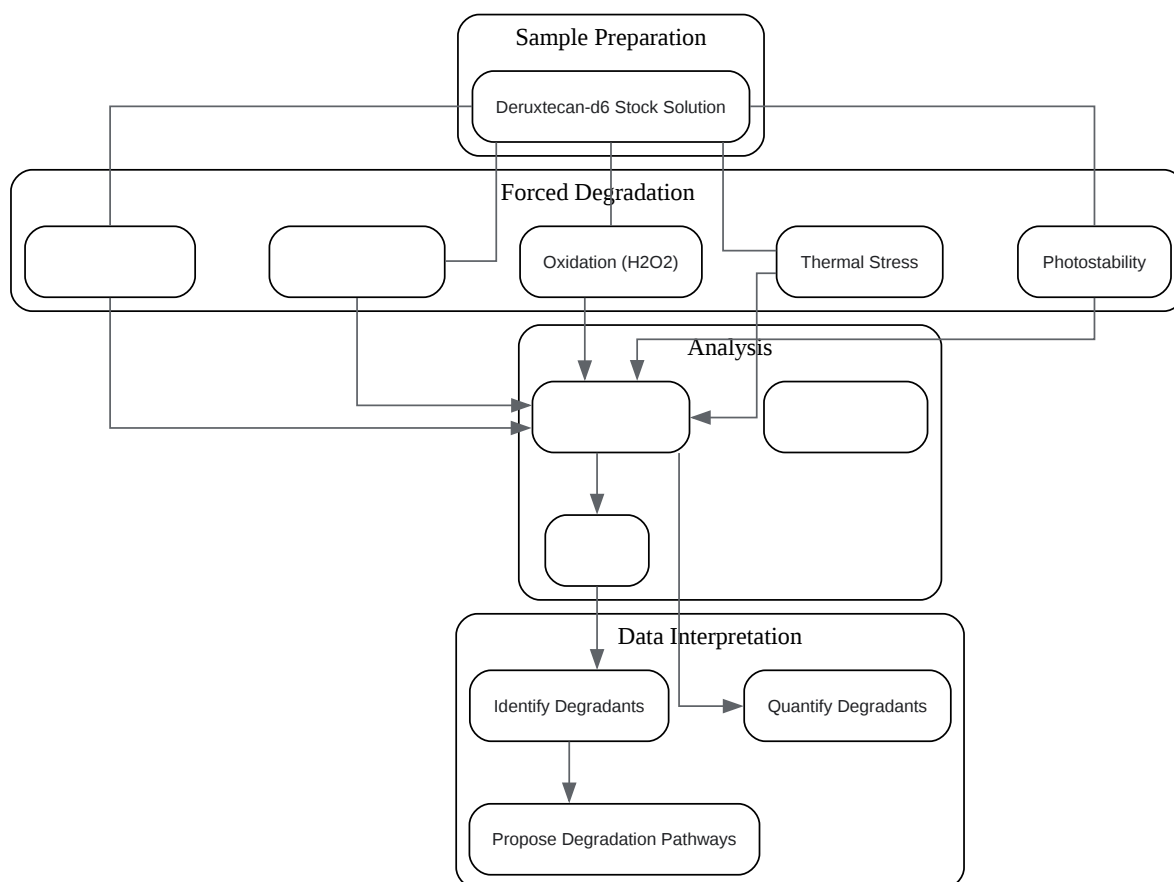 Sample Preparation
Deruxtecan-d6 Stock Solution
Forced Degradation
Oxidation (H2O2)
Thermal Stress
Photostability
Analysis
Data Interpretation
Identify Degradants
Quantify Degradants
Propose Degradation Pathways